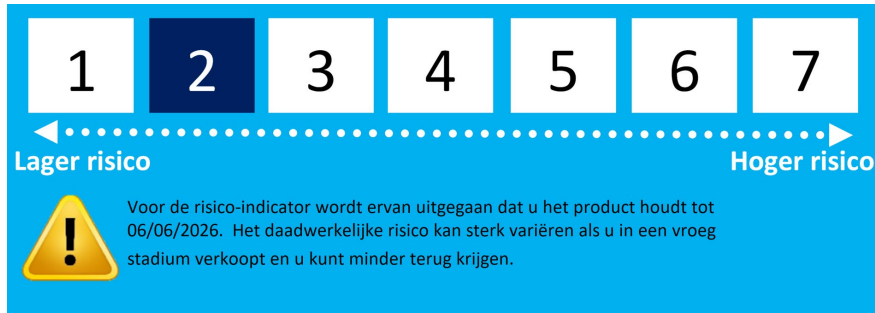 1 2 3 4 5 6 7
Lager risico Hoger risico
Voor de risico-indicator wordt ervan uitgegaan dat u het product houdt tot
06/06/2026. Het daadwerkelijke risico kan sterk variëren als u in een vroeg
stadium verkoopt en u kunt minder terug krijgen.